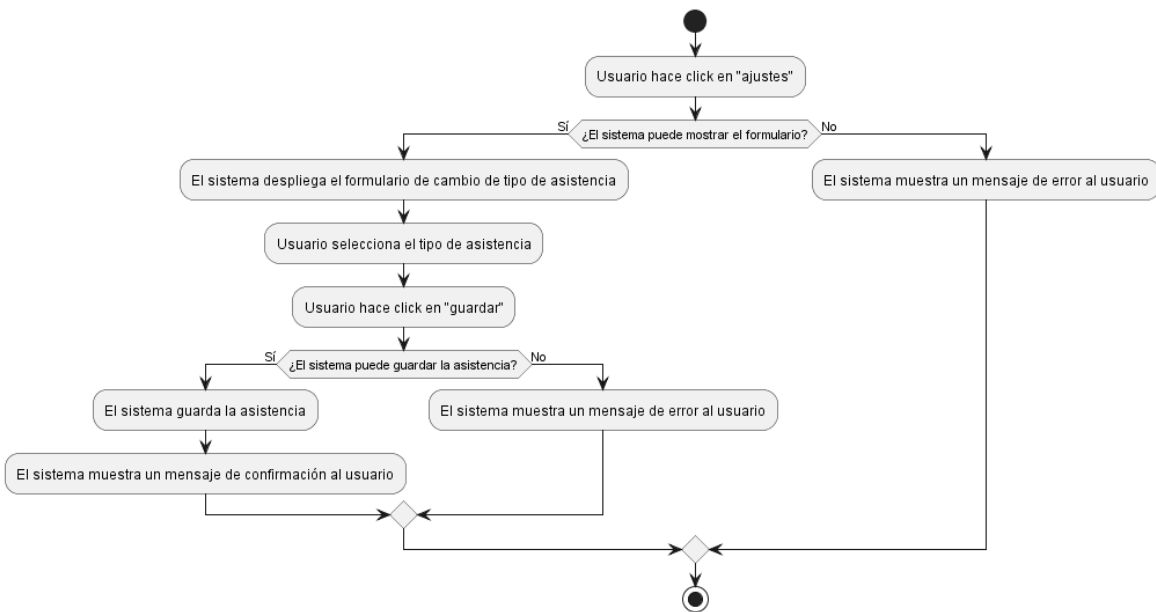 Usuario hace click en "ajustes"
Sí
¿El sistema puede mostrar el formulario?
No
El sistema despliega el formulario de cambio de tipo de asistencia
El sistema muestra un mensaje de error al usuario
Usuario selecciona el tipo de asistencia
Usuario hace click en "guardar"
Sí
¿El sistema puede guardar la asistencia?
No
El sistema guarda la asistencia
El sistema muestra un mensaje de error al usuario
El sistema muestra un mensaje de confirmación al usuario